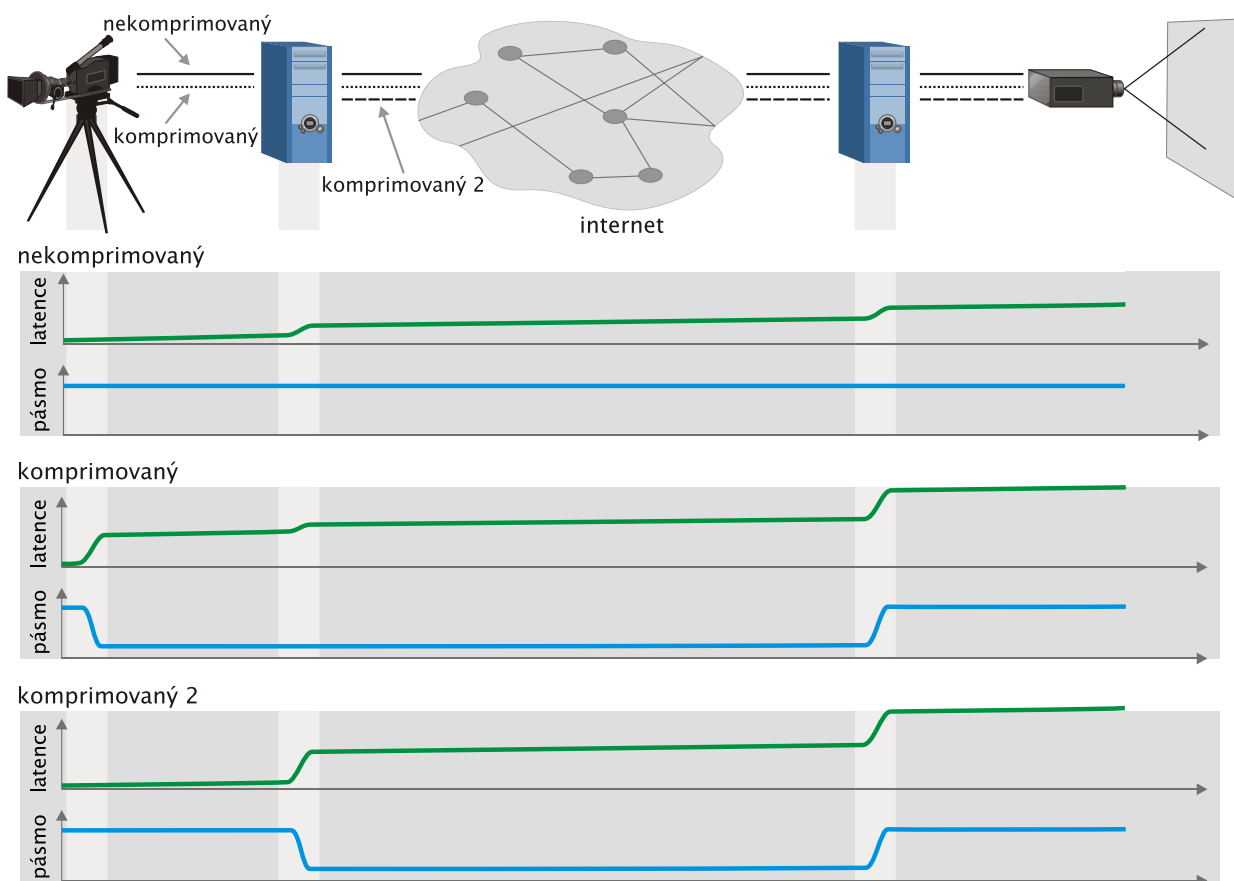 nekomprimovaný
komprimovaný
komprimovaný 2
internet
nekomprimovaný
latence
pásmo
komprimovaný
latence
pásmo
komprimovaný 2
latence
pásmo